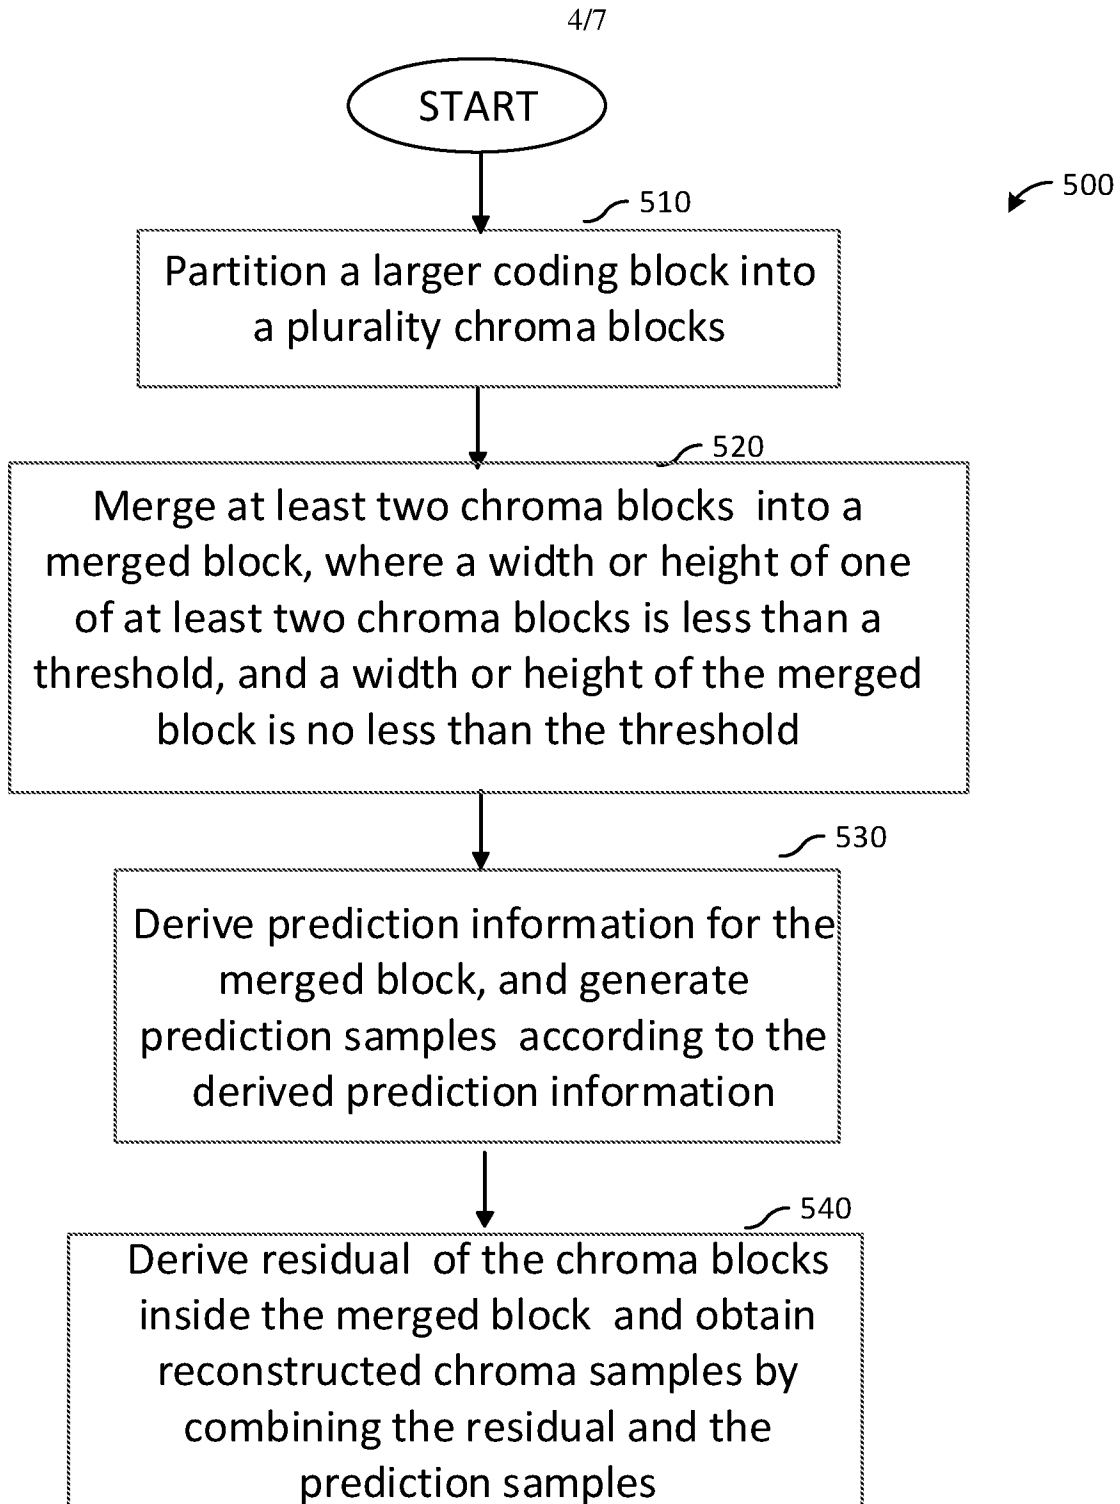 4/7
START
500
510
Partition a larger coding block into
a plurality chroma blocks
520
Merge at least two chroma blocks into a
merged block, where a width or height of one
of at least two chroma blocks is less than a
threshold, and a width or height of the merged
block is no less than the threshold
530
Derive prediction information for the
merged block, and generate
prediction samples according to the
derived prediction information
540
Derive residual of the chroma blocks
inside the merged block and obtain
reconstructed chroma samples by
combining the residual and the
prediction samples